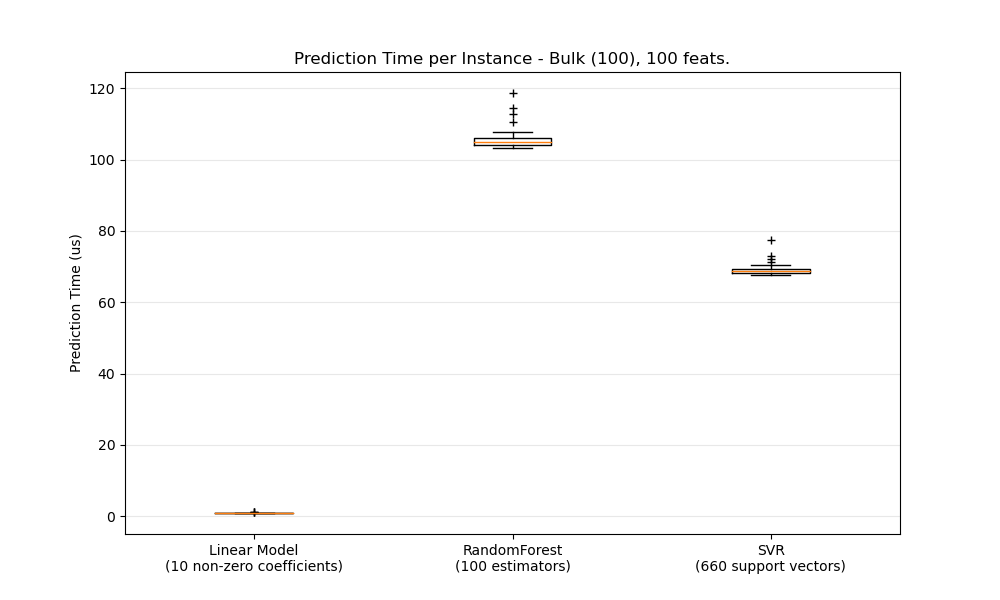 Prediction Time per Instance - Bulk (100), 100 feats.
Prediction Time (us)
120
100
80
60
40
20
0
Linear Model
(10 non-zero coefficients)
RandomForest
(100 estimators)
SVR
(660 support vectors)